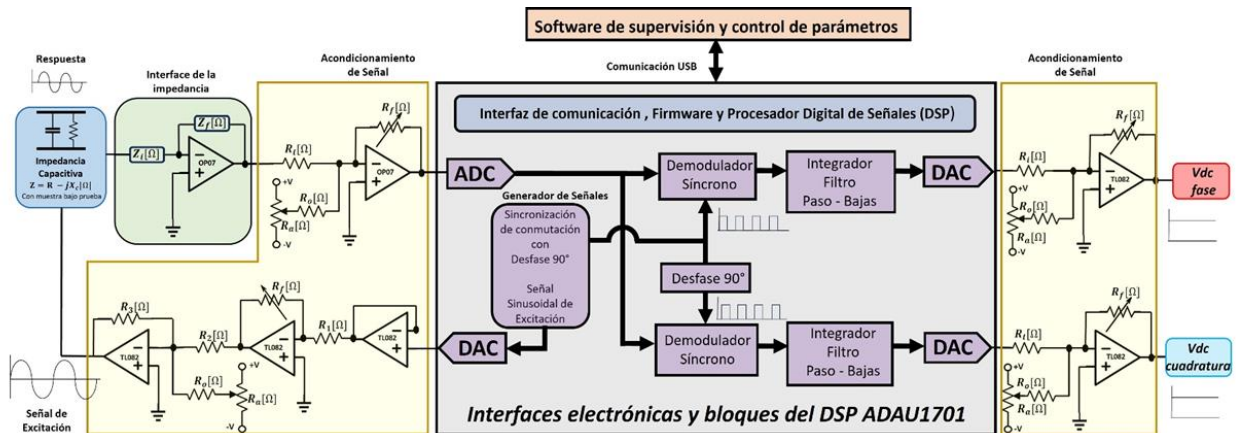 Software de supervisión y control de parámetros
Comunicación USB
Respuesta
Interface de la
impedancia
Z_f[Ω]
Z_i[Ω]
OP07
Impedancia
Capacitiva
Z = R − jX_c[Ω]
Con muestra bajo prueba
Acondicionamiento
de Señal
R_f[Ω]
R_i[Ω]
OP07
+V
R_o[Ω]
R_a[Ω]
-V
R_3[Ω]
TL082
R_2[Ω]
R_f[Ω]
TL082
R_1[Ω]
TL082
R_o[Ω]
+V
R_a[Ω]
-V
Señal de
Excitación
Interfaz de comunicación , Firmware y Procesador Digital de Señales (DSP)
ADC
Generador de Señales
Sincronización
de conmutación
con
Desfase 90°
Señal
Sinusoidal de
Excitación
DAC
Demodulador
Síncrono
Integrador
Filtro
Paso - Bajas
DAC
Desfase 90°
Demodulador
Síncrono
Integrador
Filtro
Paso - Bajas
DAC
Interfaces electrónicas y bloques del DSP ADAU1701
Acondicionamiento
de Señal
R_f[Ω]
R_i[Ω]
TL082
+V
R_o[Ω]
R_a[Ω]
-V
Vdc
fase
R_f[Ω]
R_i[Ω]
TL082
+V
R_o[Ω]
R_a[Ω]
-V
Vdc
cuadratura